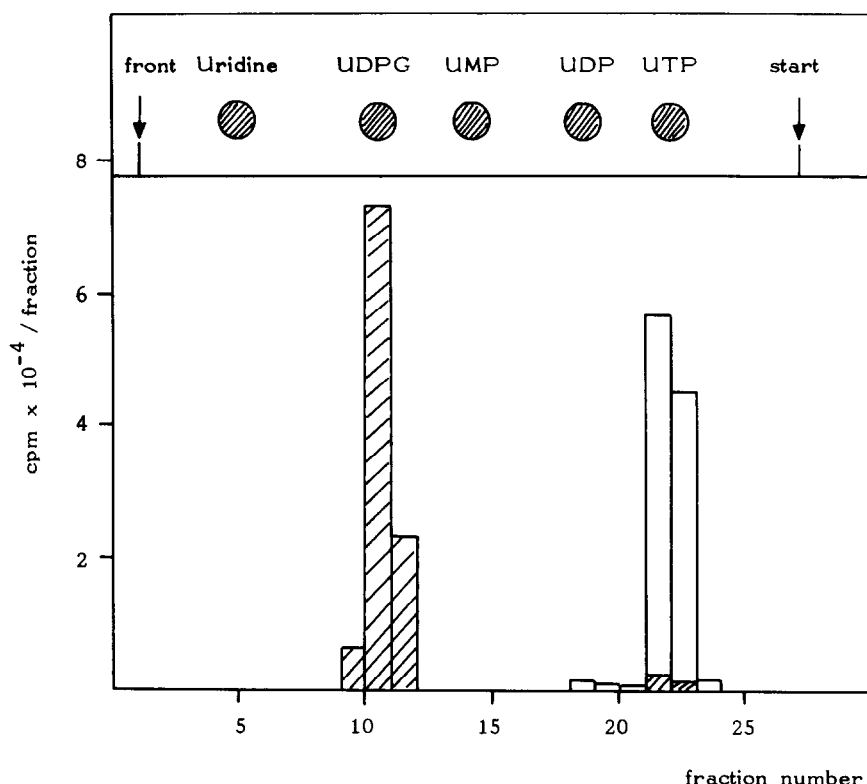 front Uridine UDPG UMP UDP UTP start
8
6
4
2
cpm x 10⁻⁴ / fraction
5 10 15 20 25
fraction number